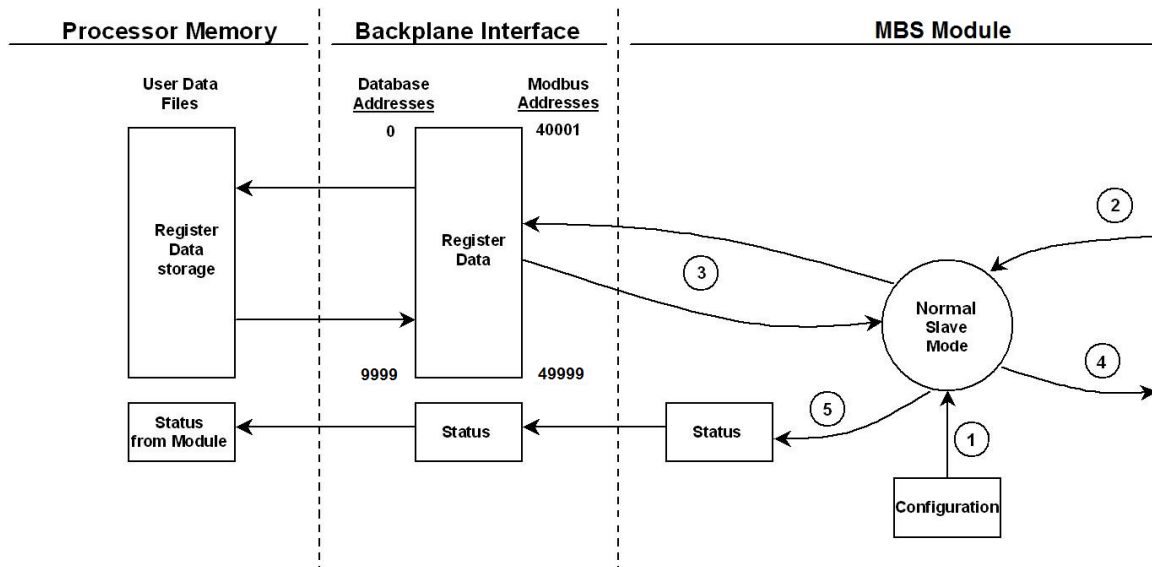 Processor Memory
Backplane Interface
MBS Module
User Data
Files
Database
Addresses
Modbus
Addresses
0
40001
Register
Data
storage
Register
Data
9999
49999
Status
from Module
Status
Status
Normal
Slave
Mode
Configuration
1
2
3
4
5